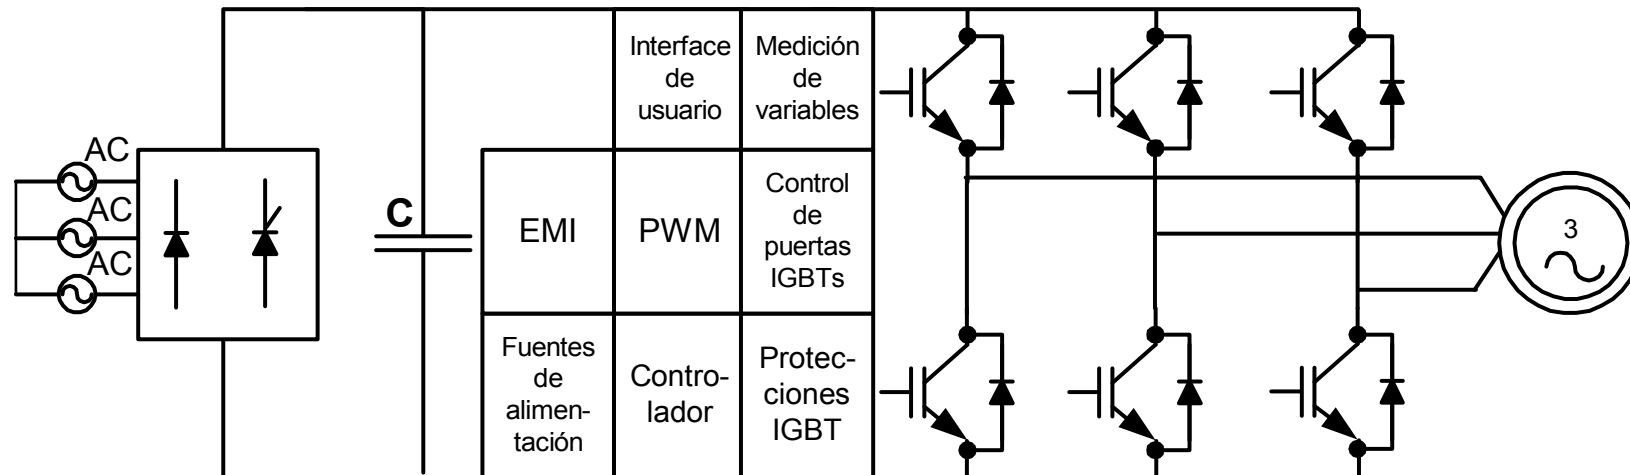 AC
AC
AC
C
Interface
de
usuario
Medición
de
variables
EMI
PWM
Control
de
puertas
IGBTs
Fuentes
de
alimen-
tación
Contro-
lador
Protec-
ciones
IGBT
3